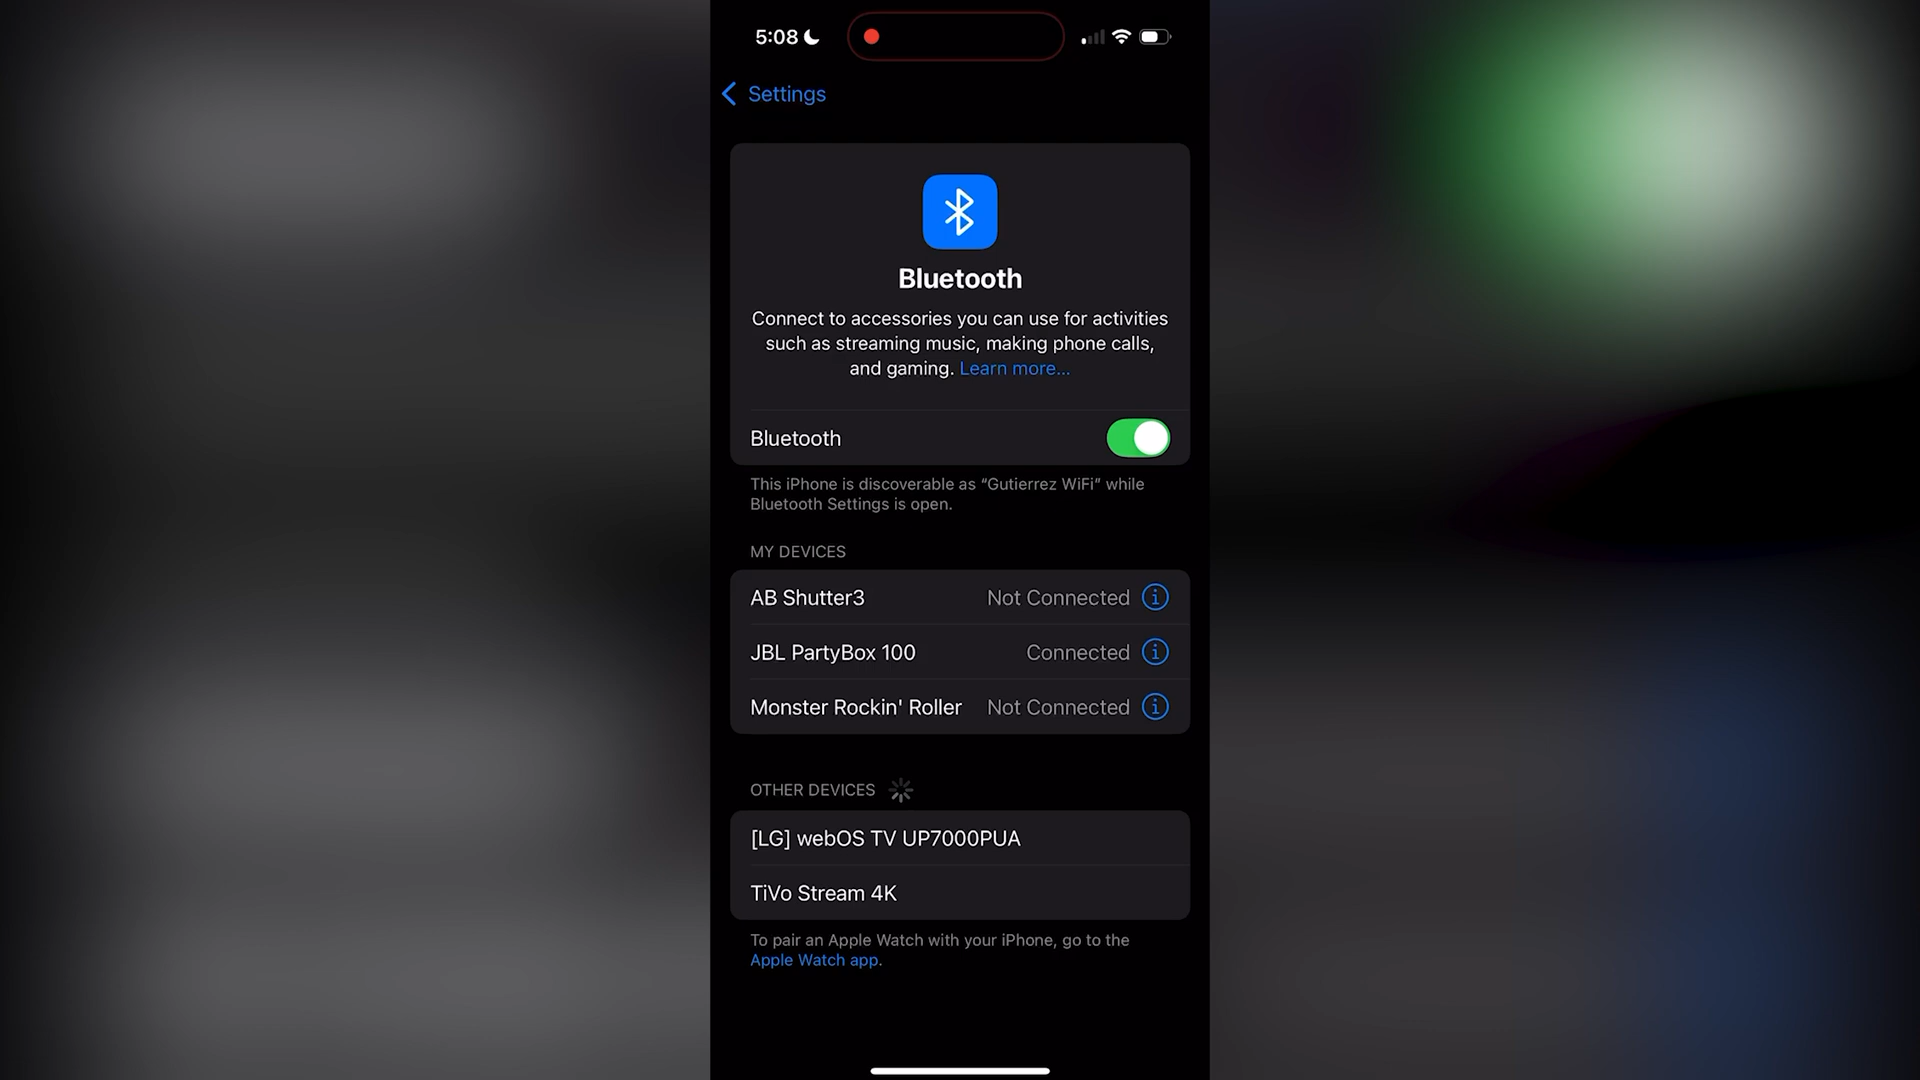 5:08
Settings
Bluetooth
Connect to accessories you can use for activities
such as streaming music, making phone calls,
and gaming. Learn more...
Bluetooth
This iPhone is discoverable as “Gutierrez WiFi” while
Bluetooth Settings is open.
MY DEVICES
AB Shutter3 Not Connected
JBL PartyBox 100 Connected
Monster Rockin' Roller Not Connected
OTHER DEVICES
[LG] webOS TV UP7000PUA
TiVo Stream 4K
To pair an Apple Watch with your iPhone, go to the
Apple Watch app.